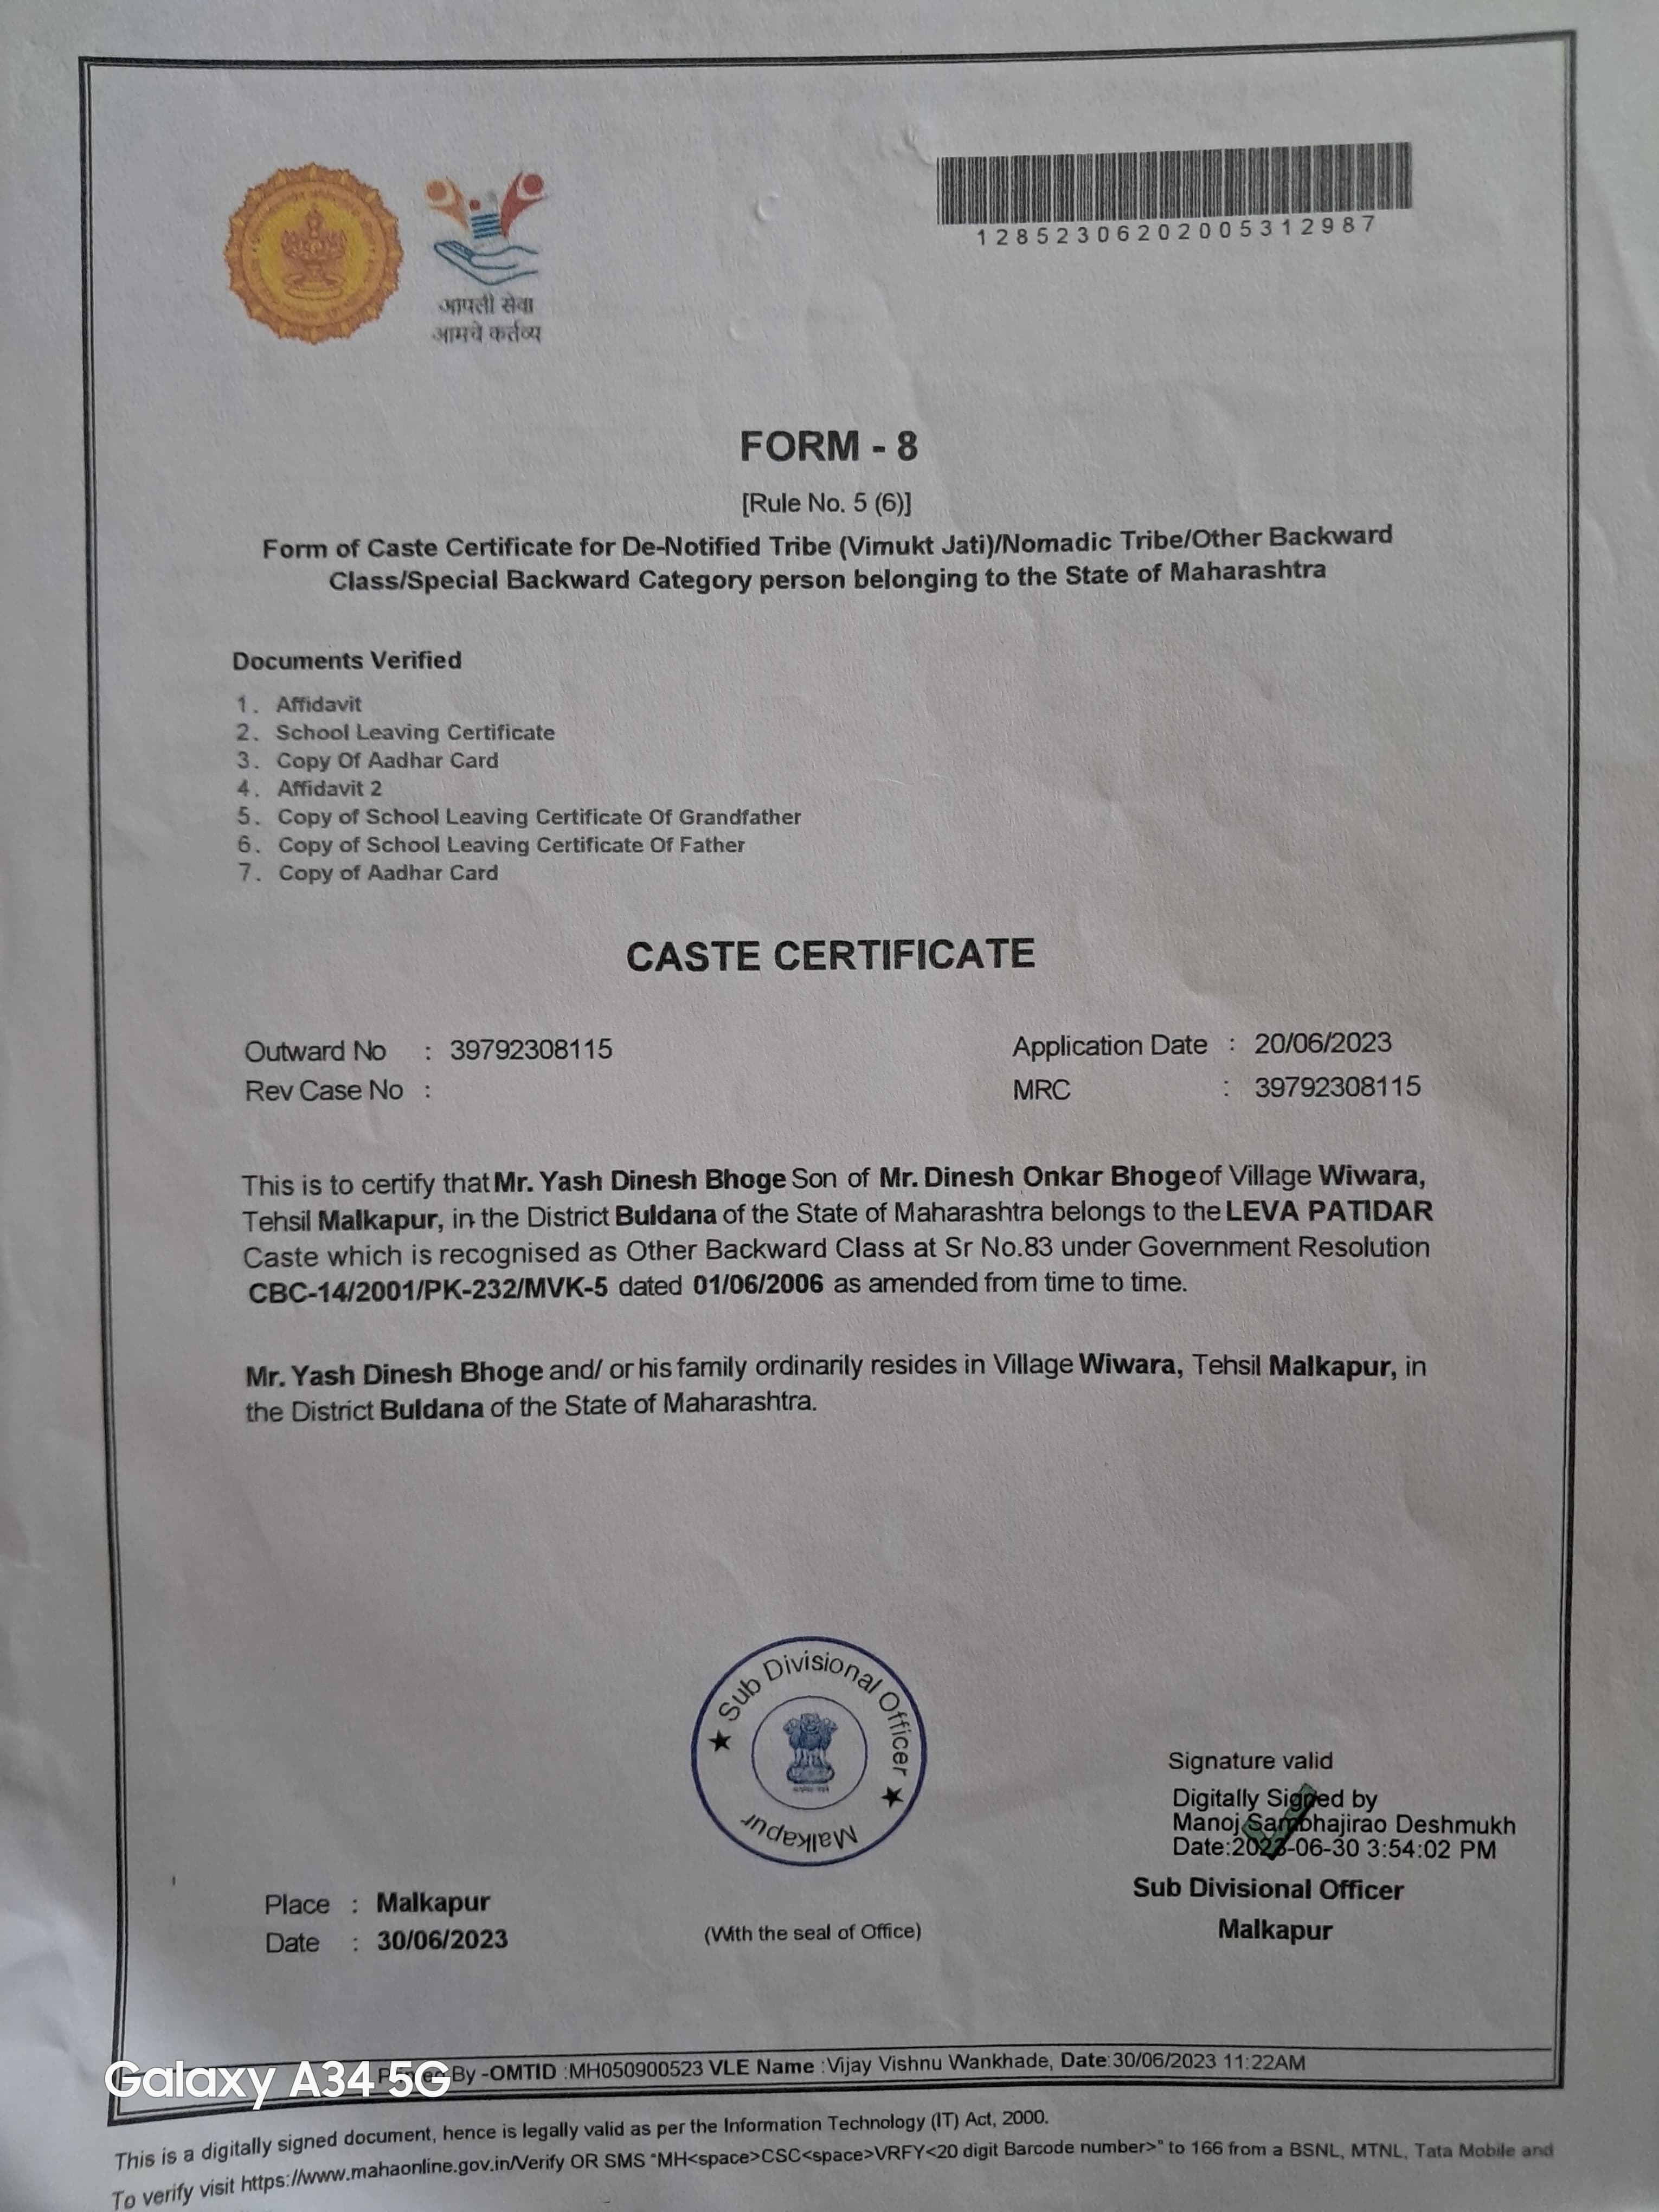 12852306202005312987
आपली सेवा
आमचे कर्तव्य
FORM - 8
[Rule No. 5 (6)]
Form of Caste Certificate for De-Notified Tribe (Vimukt Jati)/Nomadic Tribe/Other Backward
Class/Special Backward Category person belonging to the State of Maharashtra
Documents Verified
1. Affidavit
2. School Leaving Certificate
3. Copy Of Aadhar Card
4. Affidavit 2
5. Copy of School Leaving Certificate Of Grandfather
6. Copy of School Leaving Certificate Of Father
7. Copy of Aadhar Card
CASTE CERTIFICATE
Outward No : 39792308115 Application Date : 20/06/2023
Rev Case No : MRC : 39792308115
This is to certify that Mr. Yash Dinesh Bhoge Son of Mr. Dinesh Onkar Bhoge of Village Wiwara,
Tehsil Malkapur, in the District Buldana of the State of Maharashtra belongs to the LEVA PATIDAR
Caste which is recognised as Other Backward Class at Sr No.83 under Government Resolution
CBC-14/2001/PK-232/MVK-5 dated 01/06/2006 as amended from time to time.
Mr. Yash Dinesh Bhoge and/ or his family ordinarily resides in Village Wiwara, Tehsil Malkapur, in
the District Buldana of the State of Maharashtra.
★ Sub Divisional Officer ★
Malkapur
Signature valid
Digitally Signed by
Manoj Sambhajirao Deshmukh
Date:2023-06-30 3:54:02 PM
Sub Divisional Officer
Malkapur
Place : Malkapur
Date : 30/06/2023
(With the seal of Office)
By -OMTID :MH050900523 VLE Name :Vijay Vishnu Wankhade, Date:30/06/2023 11:22AM
Galaxy A34 5G
This is a digitally signed document, hence is legally valid as per the Information Technology (IT) Act, 2000.
To verify visit https://www.mahaonline.gov.in/Verify OR SMS "MH<space>CSC<space>VRFY<20 digit Barcode number>" to 166 from a BSNL, MTNL, Tata Mobile and